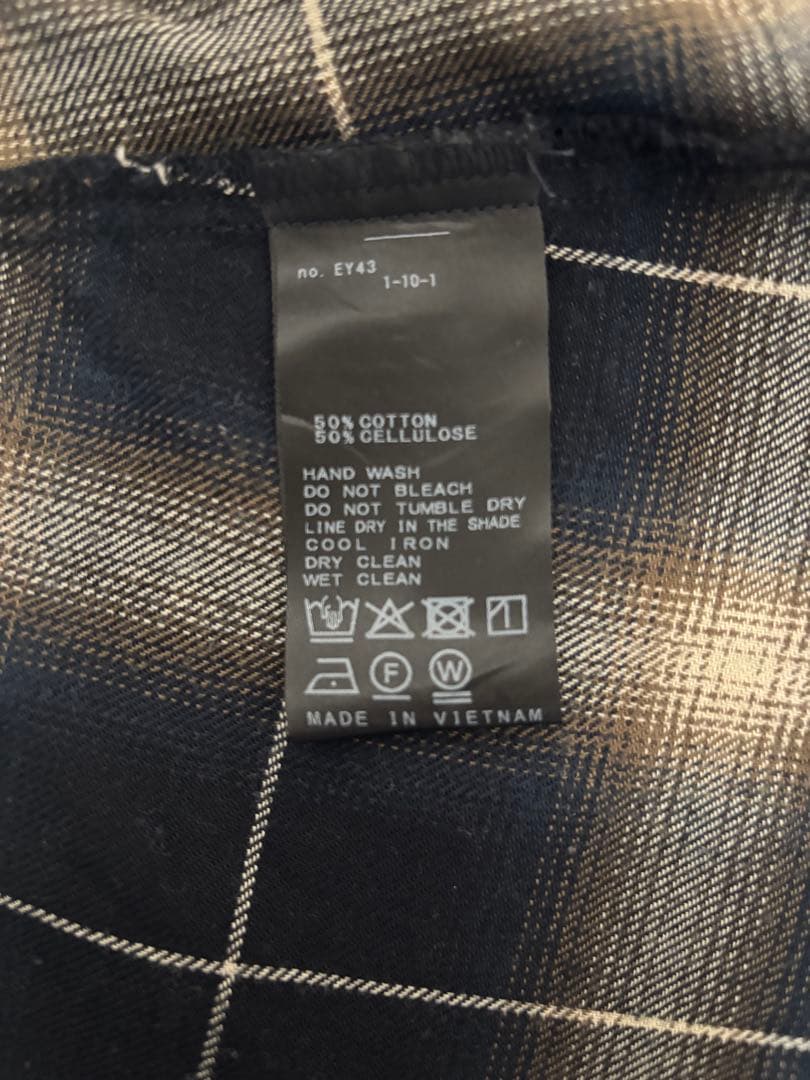 no. EY43
1-10-1
50% COTTON
50% CELLULOSE
HAND WASH
DO NOT BLEACH
DO NOT TUMBLE DRY
LINE DRY IN THE SHADE
COOL IRON
DRY CLEAN
WET CLEAN
F W
MADE IN VIETNAM